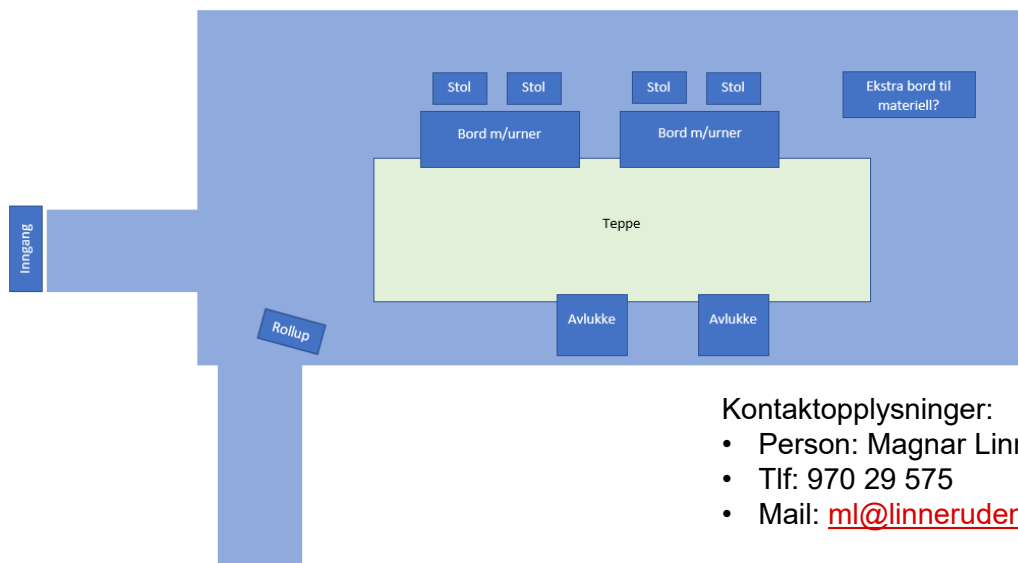 Stol
Stol
Stol
Stol
Ekstra bord til
materiell?
Bord m/urner
Bord m/urner
Inngang
Teppe
Rollup
Avlukke
Avlukke
Kontaktopplysninger:
• Person: Magnar
• Tlf: 970 29 575
• Mail: